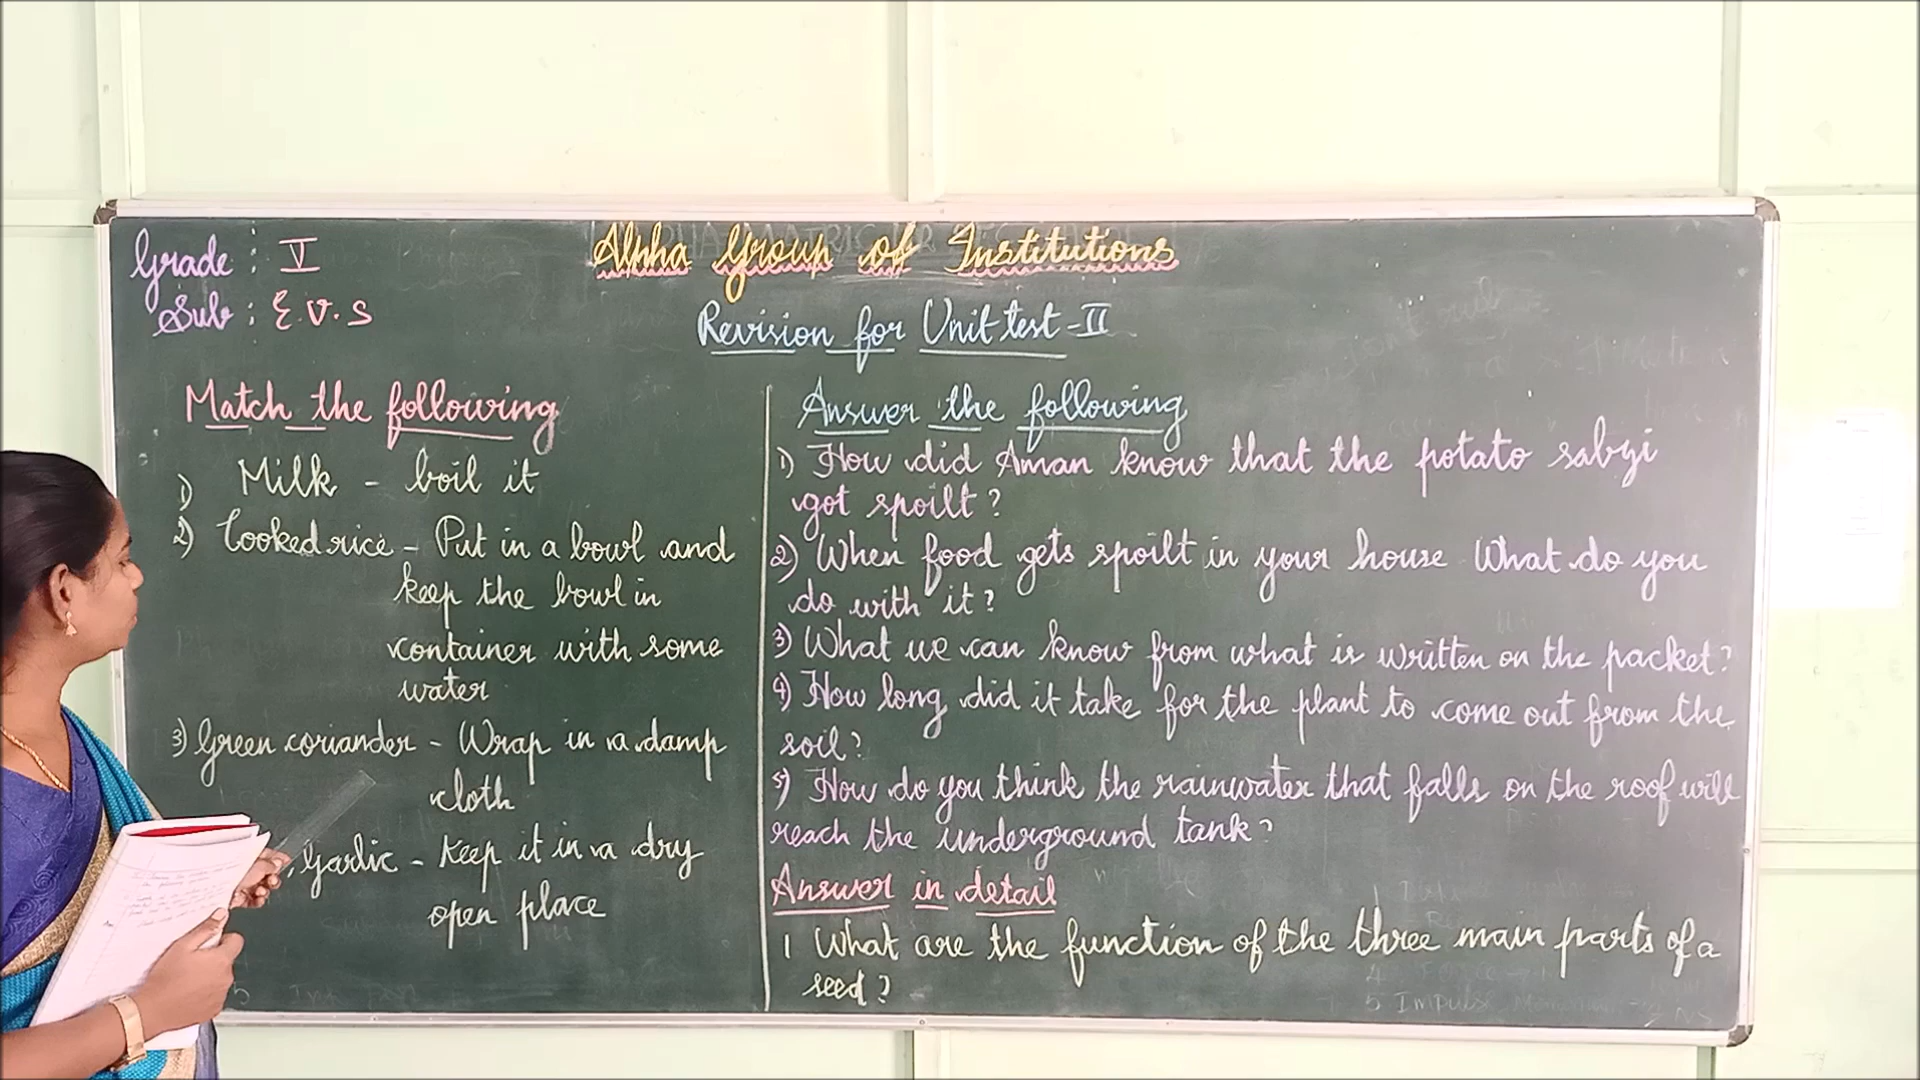 Grade : V
Sub : E.V.S
Alpha Group of Institutions
Revision for Unit test - II
Match the following
1) Milk - boil it
2) Cooked rice - Put in a bowl and
keep the bowl in
container with some
water
3) Green coriander - Wrap in a damp
cloth
Garlic - Keep it in a dry
open place
Answer the following
1) How did Aman know that the potato sabzi
got spoilt?
2) When food gets spoilt in your house What do you
do with it?
3) What we can know from what is written on the packet?
4) How long did it take for the plant to come out from the
soil?
5) How do you think the rainwater that falls on the roof will
reach the underground tank?
Answer in detail
1 What are the function of the three main parts of a
seed?
5 Impulse